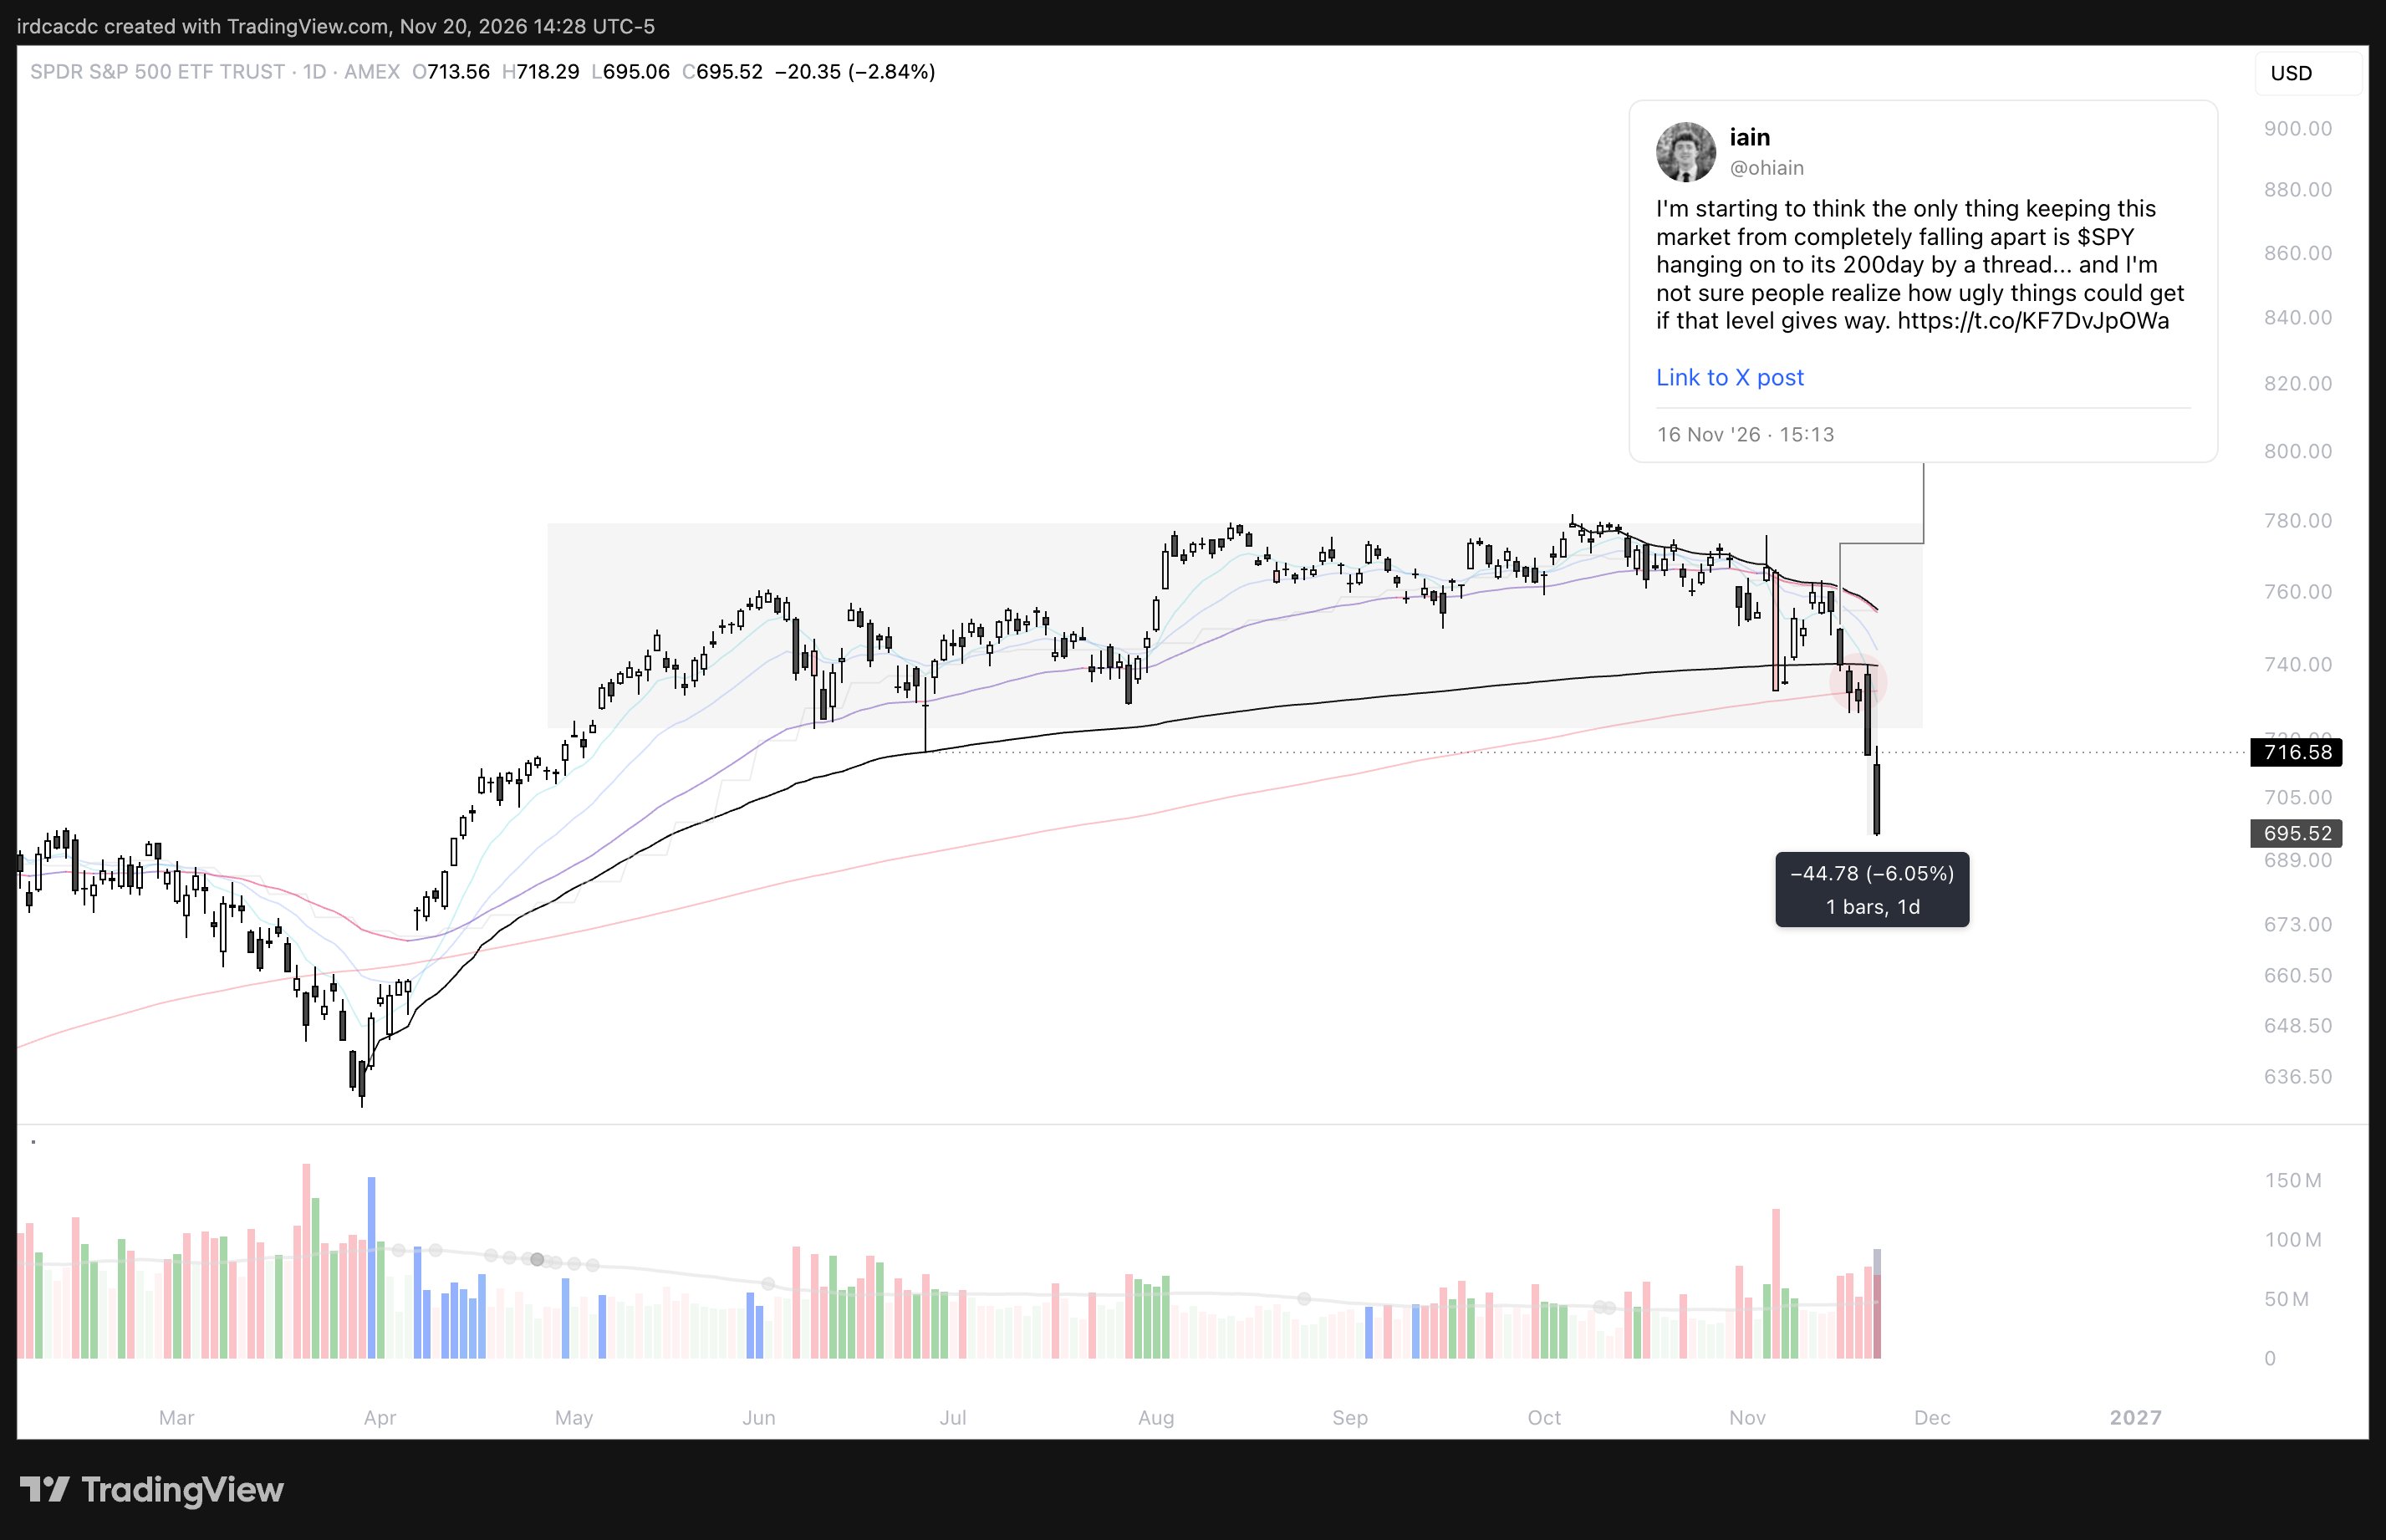 irdcacdc created with TradingView.com, Nov 20, 2026 14:28 UTC-5
SPDR S&P 500 ETF TRUST · 1D · AMEX O713.56 H718.29 L695.06 C695.52 −20.35 (−2.84%)
USD
iain
@ohiain
I'm starting to think the only thing keeping this
market from completely falling apart is $SPY
hanging on to its 200day by a thread... and I'm
not sure people realize how ugly things could get
if that level gives way. https://t.co/KF7DvJpOWa
Link to X post
16 Nov '26 · 15:13
900.00
880.00
860.00
840.00
820.00
800.00
780.00
760.00
740.00
720.00
716.58
705.00
695.52
689.00
673.00
660.50
648.50
636.50
−44.78 (−6.05%)
1 bars, 1d
150 M
100 M
50 M
0
Mar Apr May Jun Jul Aug Sep Oct Nov Dec 2027
TradingView